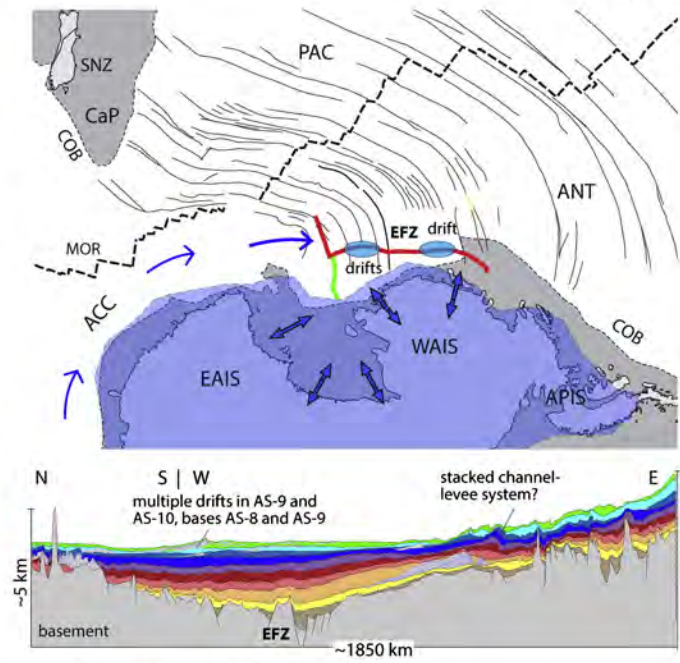 SNZ
PAC
CaP
COB
ANT
EFZ
drift
drifts
MOR
ACC
COB
WAIS
EAIS
APIS
N
S | W
E
multiple drifts in AS-9 and
AS-10, bases AS-8 and AS-9
stacked channel-
levee system?
~5 km
basement
EFZ
~1850 km